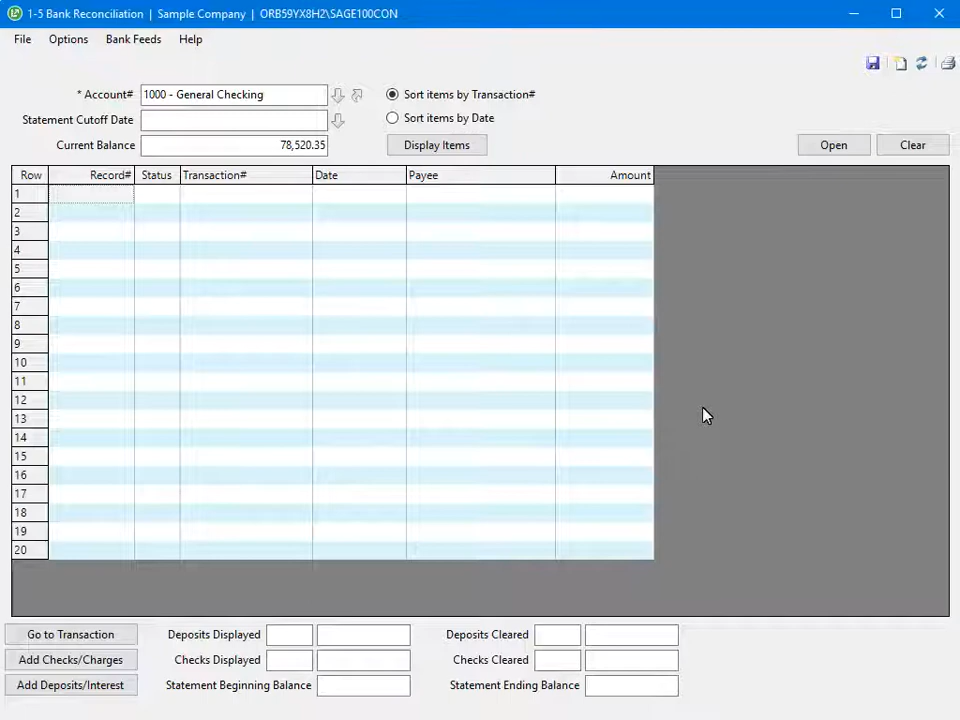 1-5 Bank Reconciliation | Sample Company | ORB59YX8H2\SAGE100CON
File Options Bank Feeds Help
* Account# 1000 - General Checking Sort items by Transaction#
Statement Cutoff Date Sort items by Date
Current Balance 78,520.35 Display Items Open Clear
Row Record# Status Transaction# Date Payee Amount
1
2
3
4
5
6
7
8
9
10
11
12
13
14
15
16
17
18
19
20
Go to Transaction Deposits Displayed Deposits Cleared
Add Checks/Charges Checks Displayed Checks Cleared
Add Deposits/Interest Statement Beginning Balance Statement Ending Balance